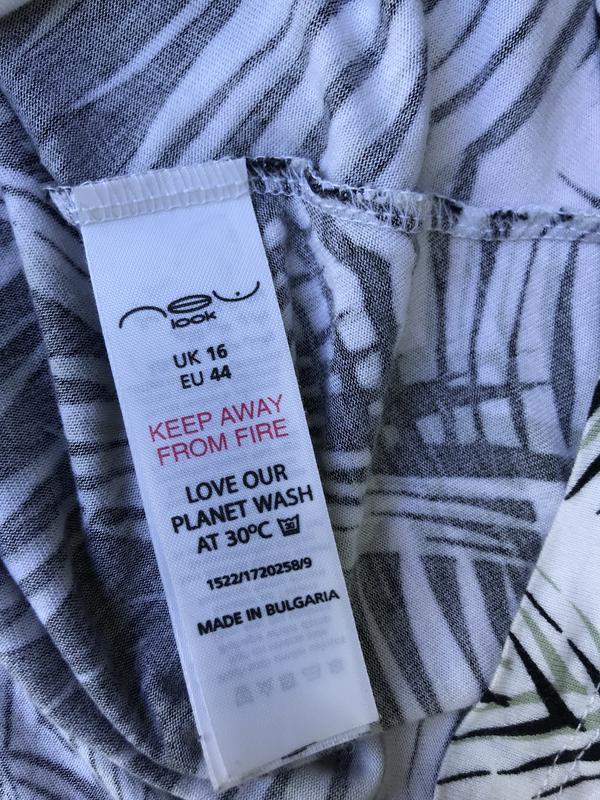 new
look
UK 16
EU 44
KEEP AWAY
FROM FIRE
LOVE OUR
PLANET WASH
AT 30ºC 30
1522/1720258/9
MADE IN BULGARIA